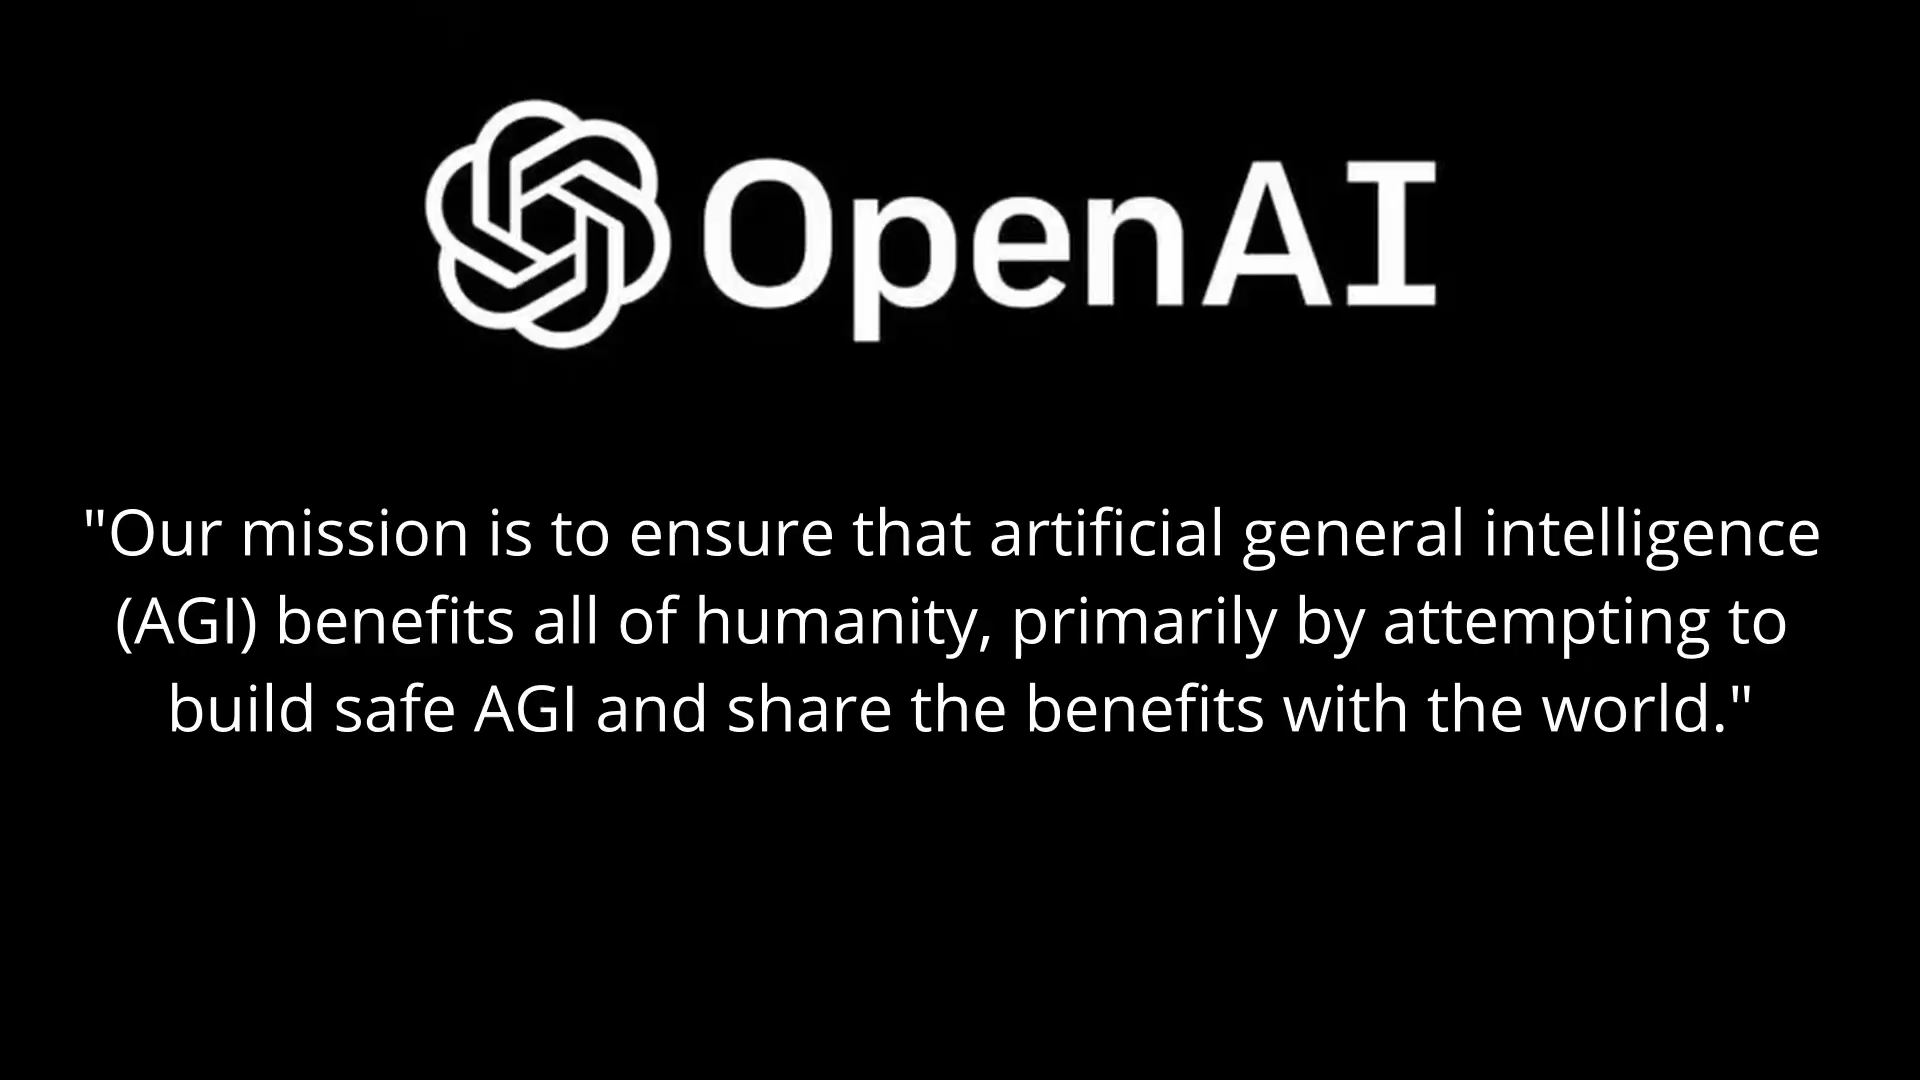 OpenAI
"Our mission is to ensure that artificial general intelligence
(AGI) benefits all of humanity, primarily by attempting to
build safe AGI and share the benefits with the world."